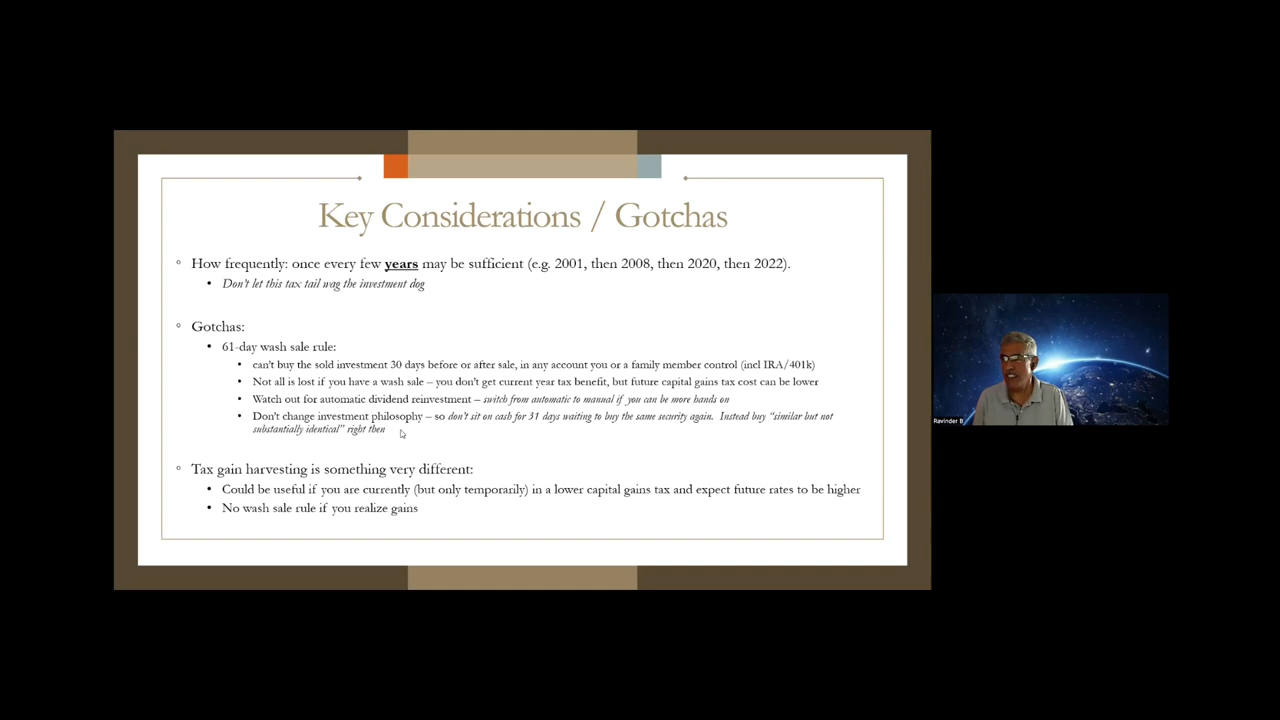 Key Considerations / Gotchas
How frequently: once every few years may be sufficient (e.g. 2001, then 2008, then 2020, then 2022).
Don't let this tax tail wag the investment dog
Gotchas:
61-day wash sale rule:
can't buy the sold investment 30 days before or after sale, in any account you or a family member control (incl IRA/401k)
Not all is lost if you have a wash sale – you don't get current year tax benefit, but future capital gains tax cost can be lower
Watch out for automatic dividend reinvestment – switch from automatic to manual if you can be more hands on
Don't change investment philosophy – so don't sit on cash for 31 days waiting to buy the same security again. Instead buy "similar but not
substantially identical" right then
Tax gain harvesting is something very different:
Could be useful if you are currently (but only temporarily) in a lower capital gains tax and expect future rates to be higher
No wash sale rule if you realize gains
Ravinder B